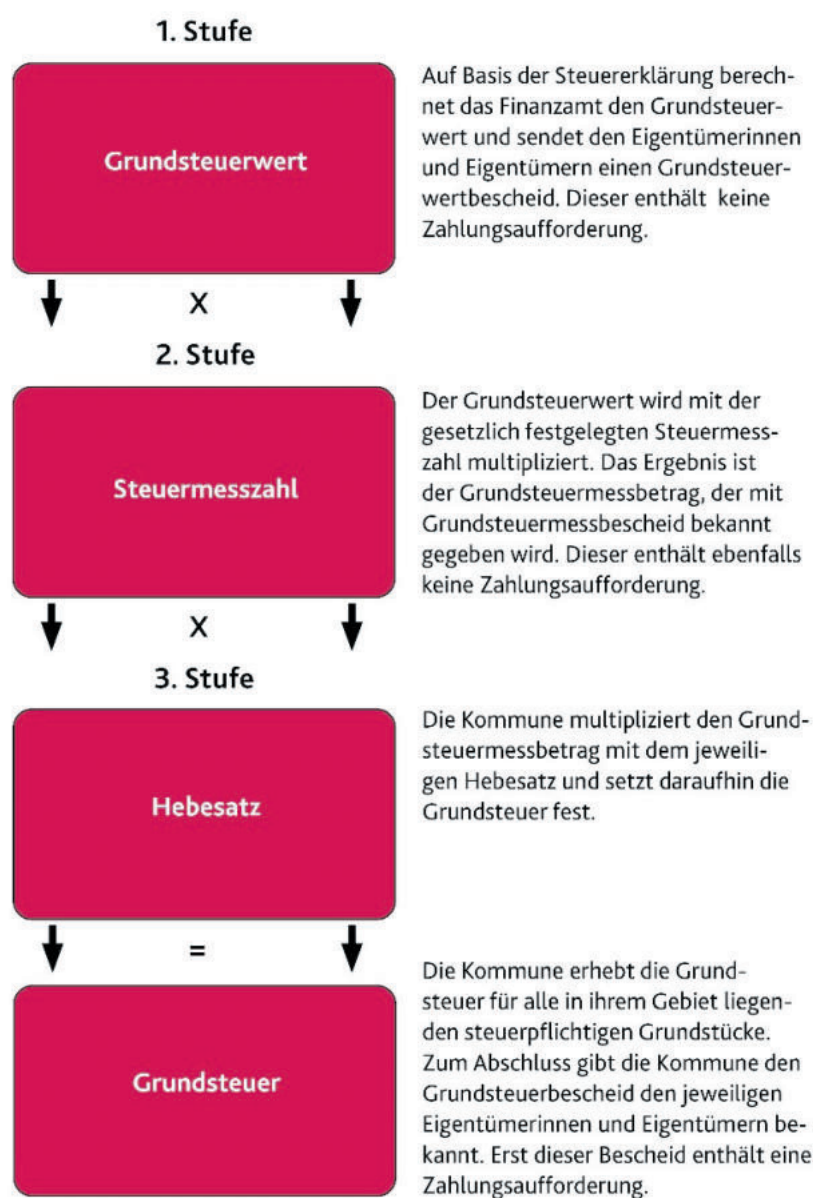 1. Stufe
Grundsteuerwert
Auf Basis der Steuererklärung berech-
net das Finanzamt den Grundsteuer-
wert und sendet den Eigentümerinnen
und Eigentümern einen Grundsteuer-
wertbescheid. Dieser enthält keine
Zahlungsaufforderung.
X
2. Stufe
Steuermesszahl
Der Grundsteuerwert wird mit der
gesetzlich festgelegten Steuermess-
zahl multipliziert. Das Ergebnis ist
der Grundsteuermessbetrag, der mit
Grundsteuermessbescheid bekannt
gegeben wird. Dieser enthält ebenfalls
keine Zahlungsaufforderung.
X
3. Stufe
Hebesatz
Die Kommune multipliziert den Grund-
steuermessbetrag mit dem jeweili-
gen Hebesatz und setzt daraufhin die
Grundsteuer fest.
=
Grundsteuer
Die Kommune erhebt die Grund-
steuer für alle in ihrem Gebiet liegen-
den steuerpflichtigen Grundstücke.
Zum Abschluss gibt die Kommune den
Grundsteuerbescheid den jeweiligen
Eigentümerinnen und Eigentümern be-
kannt. Erst dieser Bescheid enthält eine
Zahlungsaufforderung.